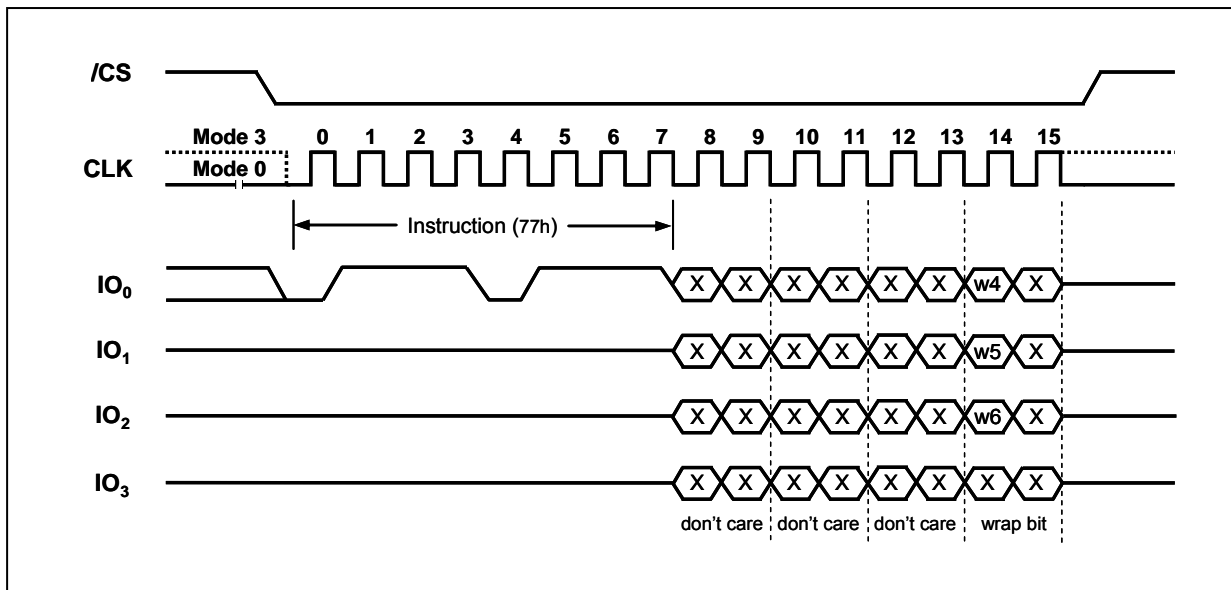 /CS
Mode 3 0 1 2 3 4 5 6 7 8 9 10 11 12 13 14 15
CLK Mode 0
Instruction (77h)
IO0 X X X X X X w4 X
IO1 X X X X X X w5 X
IO2 X X X X X X w6 X
IO3 X X X X X X X X
don't care don't care don't care wrap bit